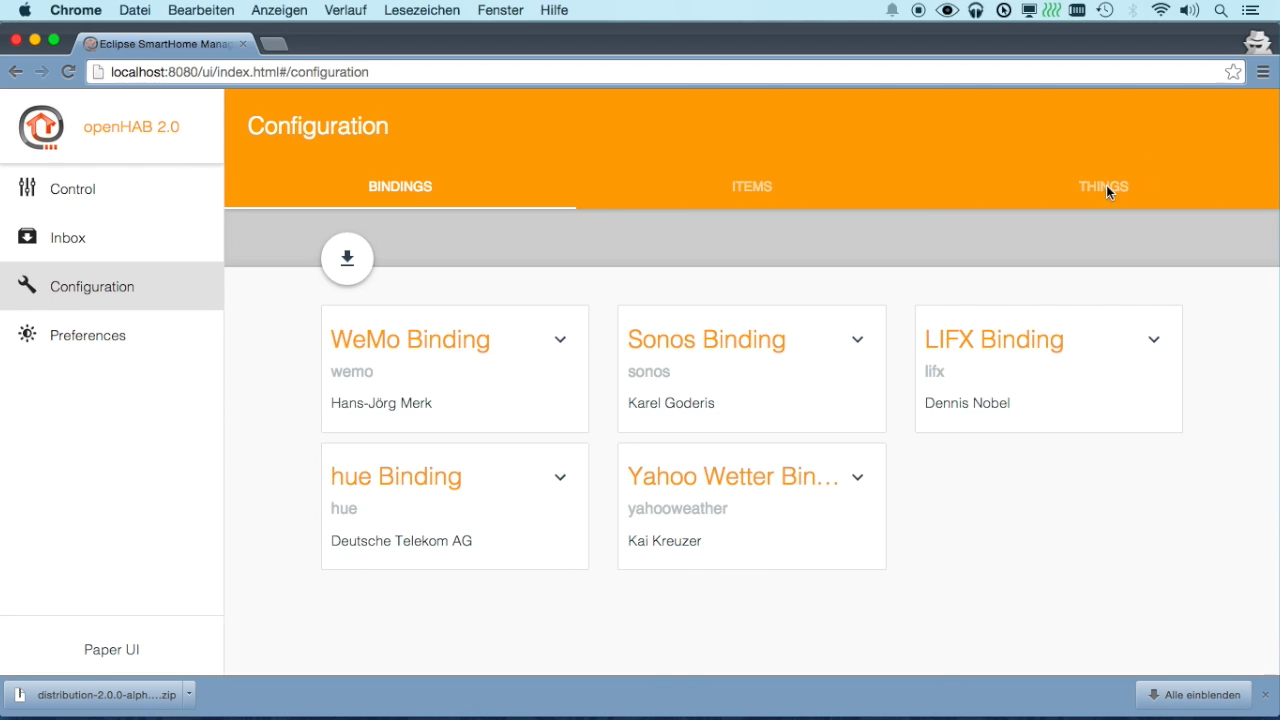 Chrome Datei Bearbeiten Anzeigen Verlauf Lesezeichen Fenster Hilfe
Eclipse SmartHome Mana
localhost:8080/ui/index.html#/configuration
openHAB 2.0
Configuration
BINDINGS ITEMS THINGS
Control
Inbox
Configuration
Preferences
WeMo Binding
wemo
Hans-Jörg Merk
Sonos Binding
sonos
Karel Goderis
LIFX Binding
lifx
Dennis Nobel
hue Binding
hue
Deutsche Telekom AG
Yahoo Wetter Bin...
yahooweather
Kai Kreuzer
Paper UI
distribution-2.0.0-alph....zip
Alle einblenden